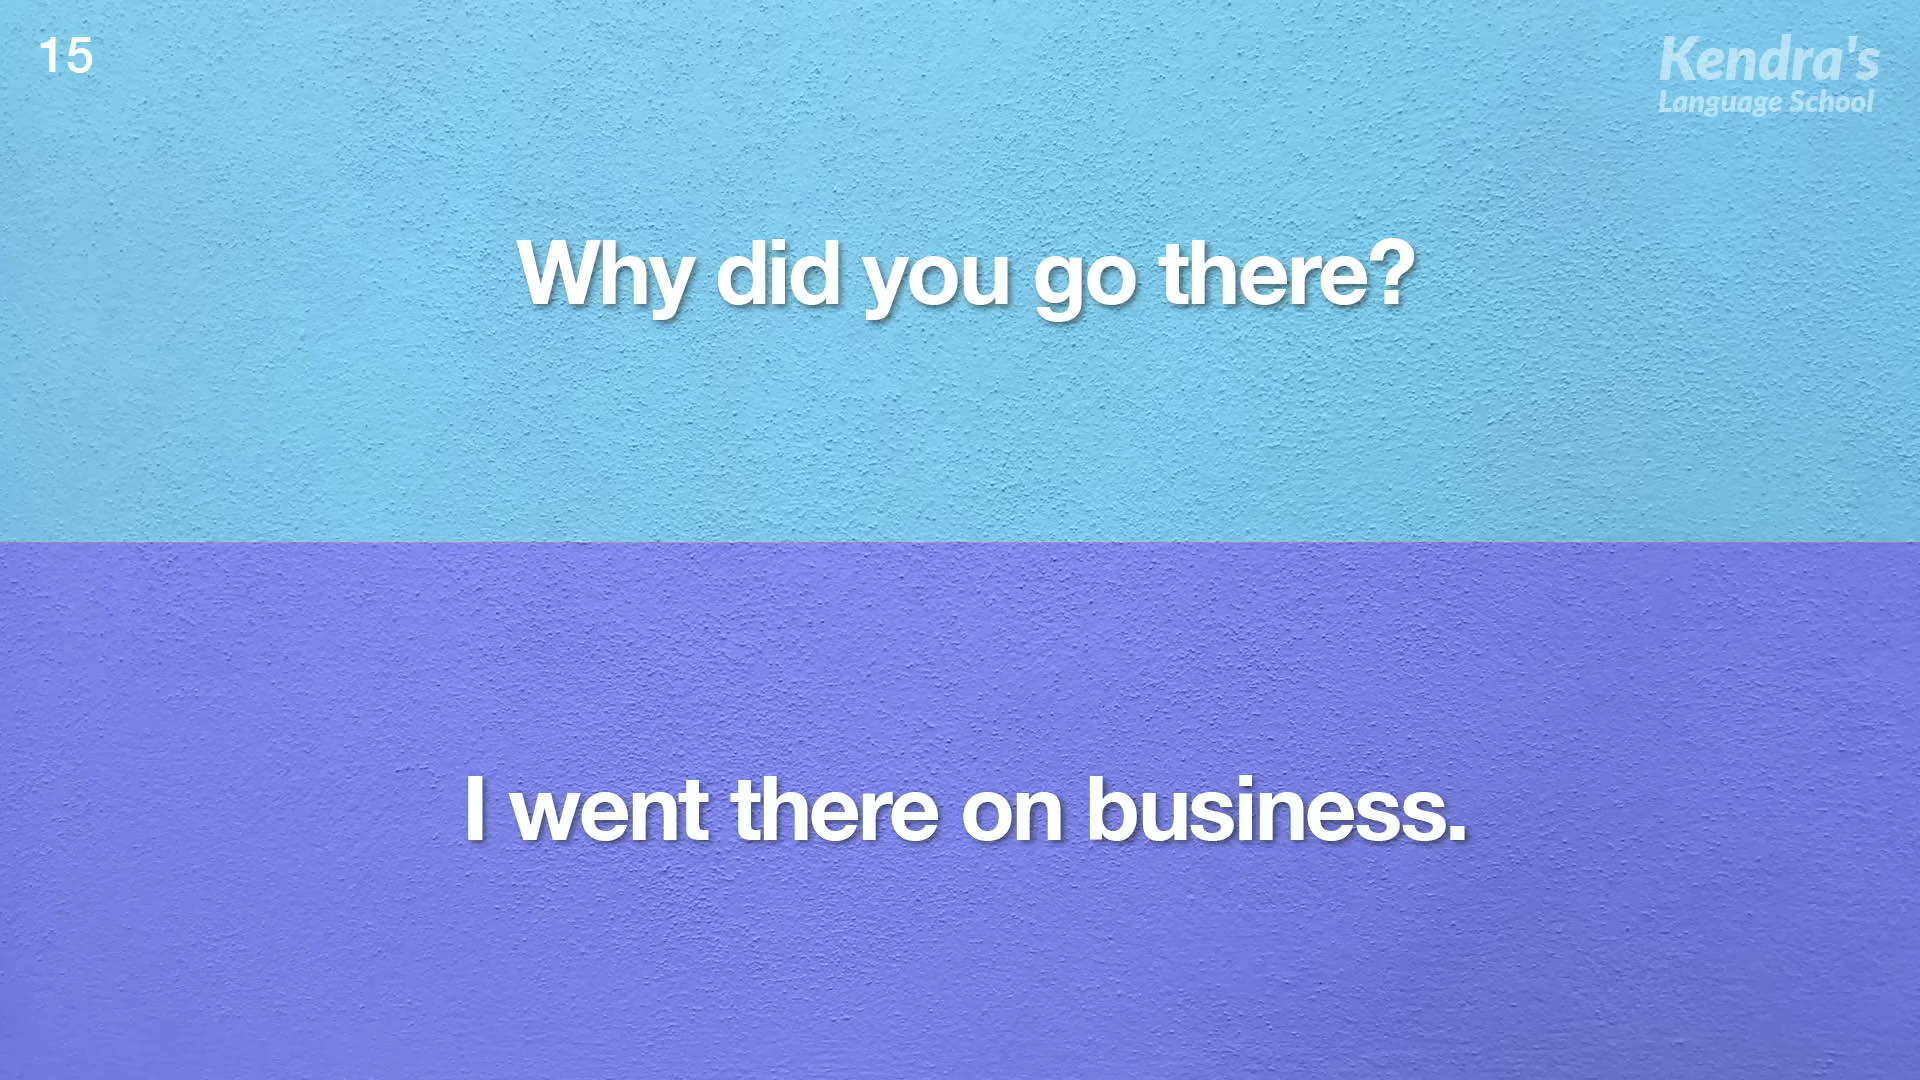 15
Kendra's
Language School
Why did you go there?
I went there on business.